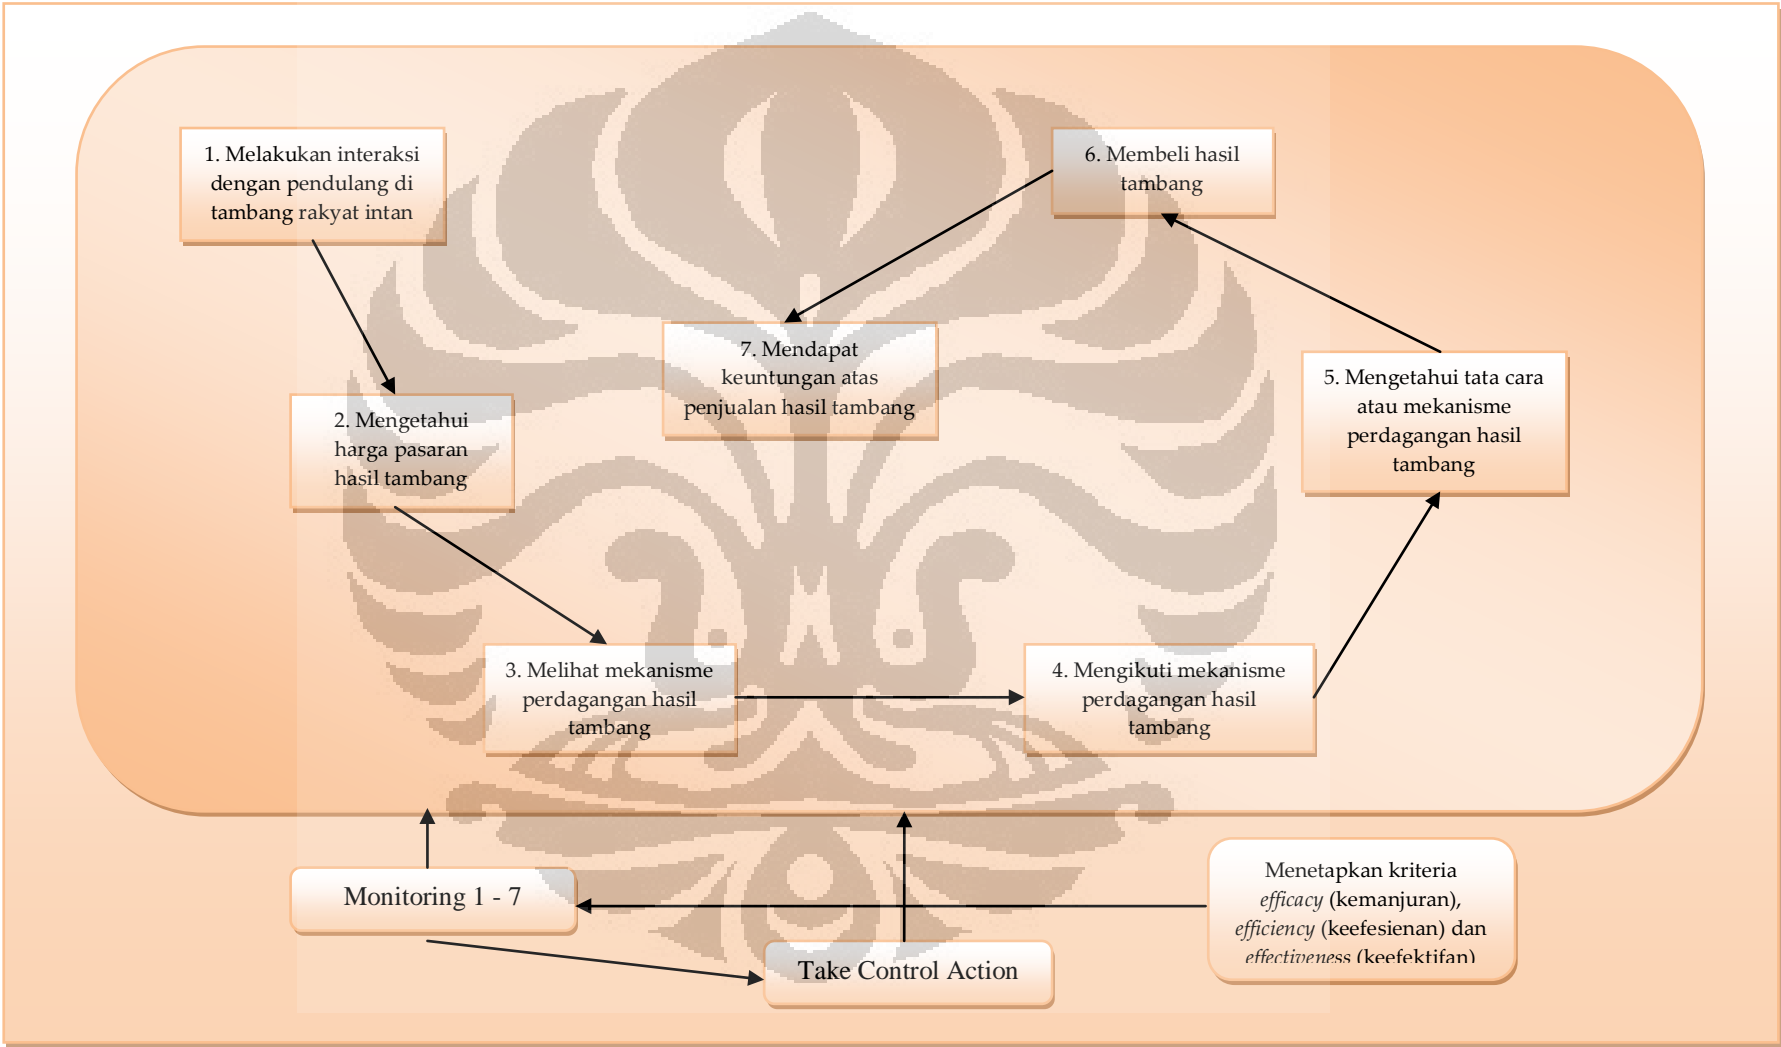 1. Melakukan interaksi
dengan pendulang di
tambang rakyat intan
2. Mengetahui
harga pasaran
hasil tambang
3. Melihat mekanisme
perdagangan hasil
tambang
4. Mengikuti mekanisme
perdagangan hasil
tambang
5. Mengetahui tata cara
atau mekanisme
perdagangan hasil
tambang
6. Membeli hasil
tambang
7. Mendapat
keuntungan atas
penjualan hasil tambang
Monitoring 1 - 7
Take Control Action
Menetapkan kriteria
efficacy (kemanjuran),
efficiency (keefesienan) dan
effectiveness (keefektifan)